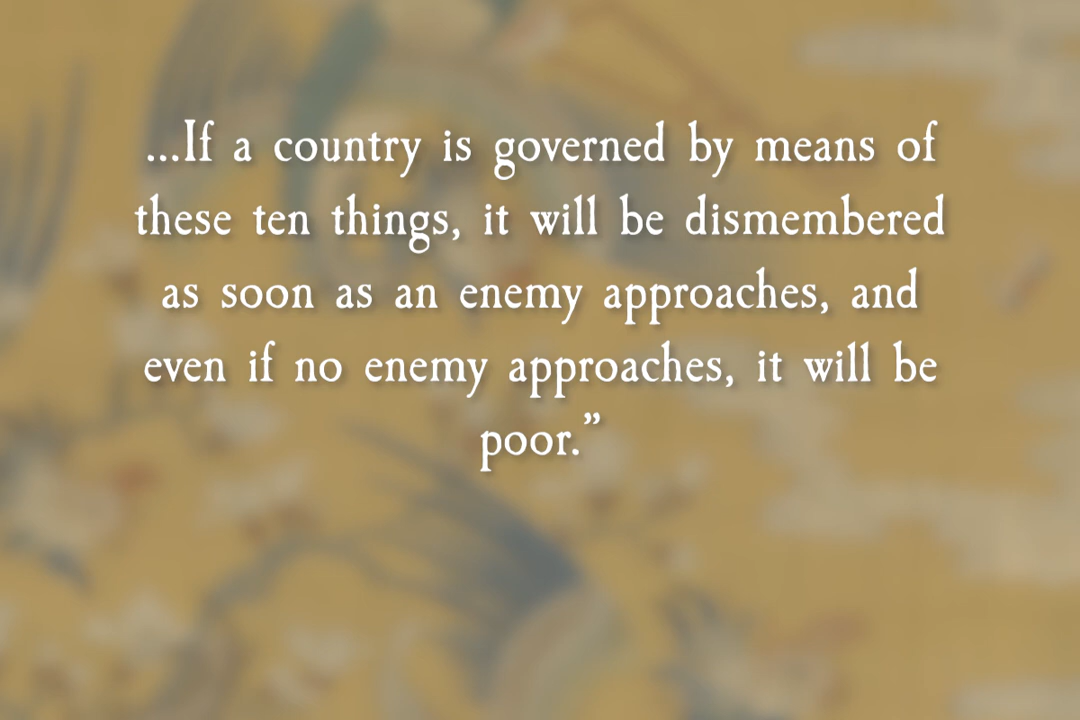 ...If a country is governed by means of
these ten things, it will be dismembered
as soon as an enemy approaches, and
even if no enemy approaches, it will be
poor.”